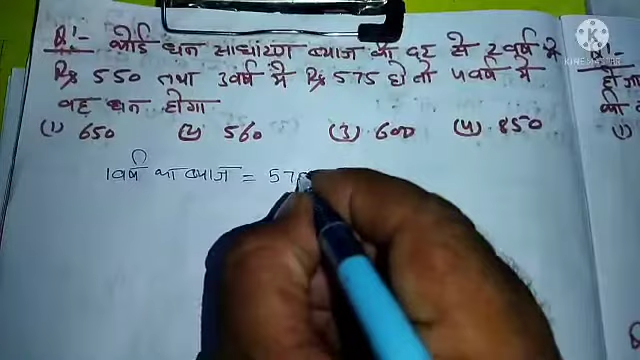 Q:- कोई धन साधारण ब्याज की दर से 2 वर्ष में
Rs 550 तथा 3 वर्ष में Rs 575 हो तो 4 वर्ष में
वह धन होगा
(1) 650 (2) 560 (3) 600 (4) 850
1 वर्ष का ब्याज = 57
Q:-
हो गा
(1)